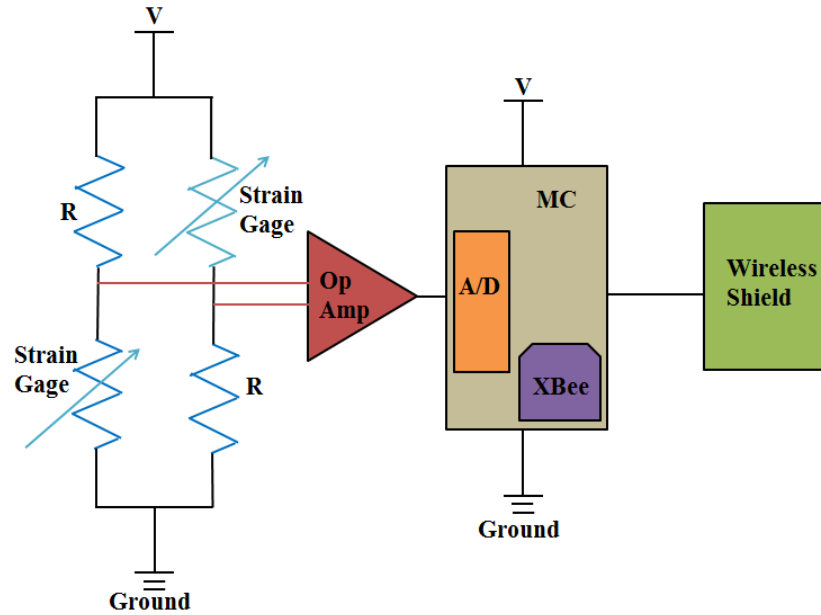 V
V
R
Strain
Gage
MC
Op
Amp
A/D
Wireless
Shield
Strain
Gage
R
XBee
Ground
Ground